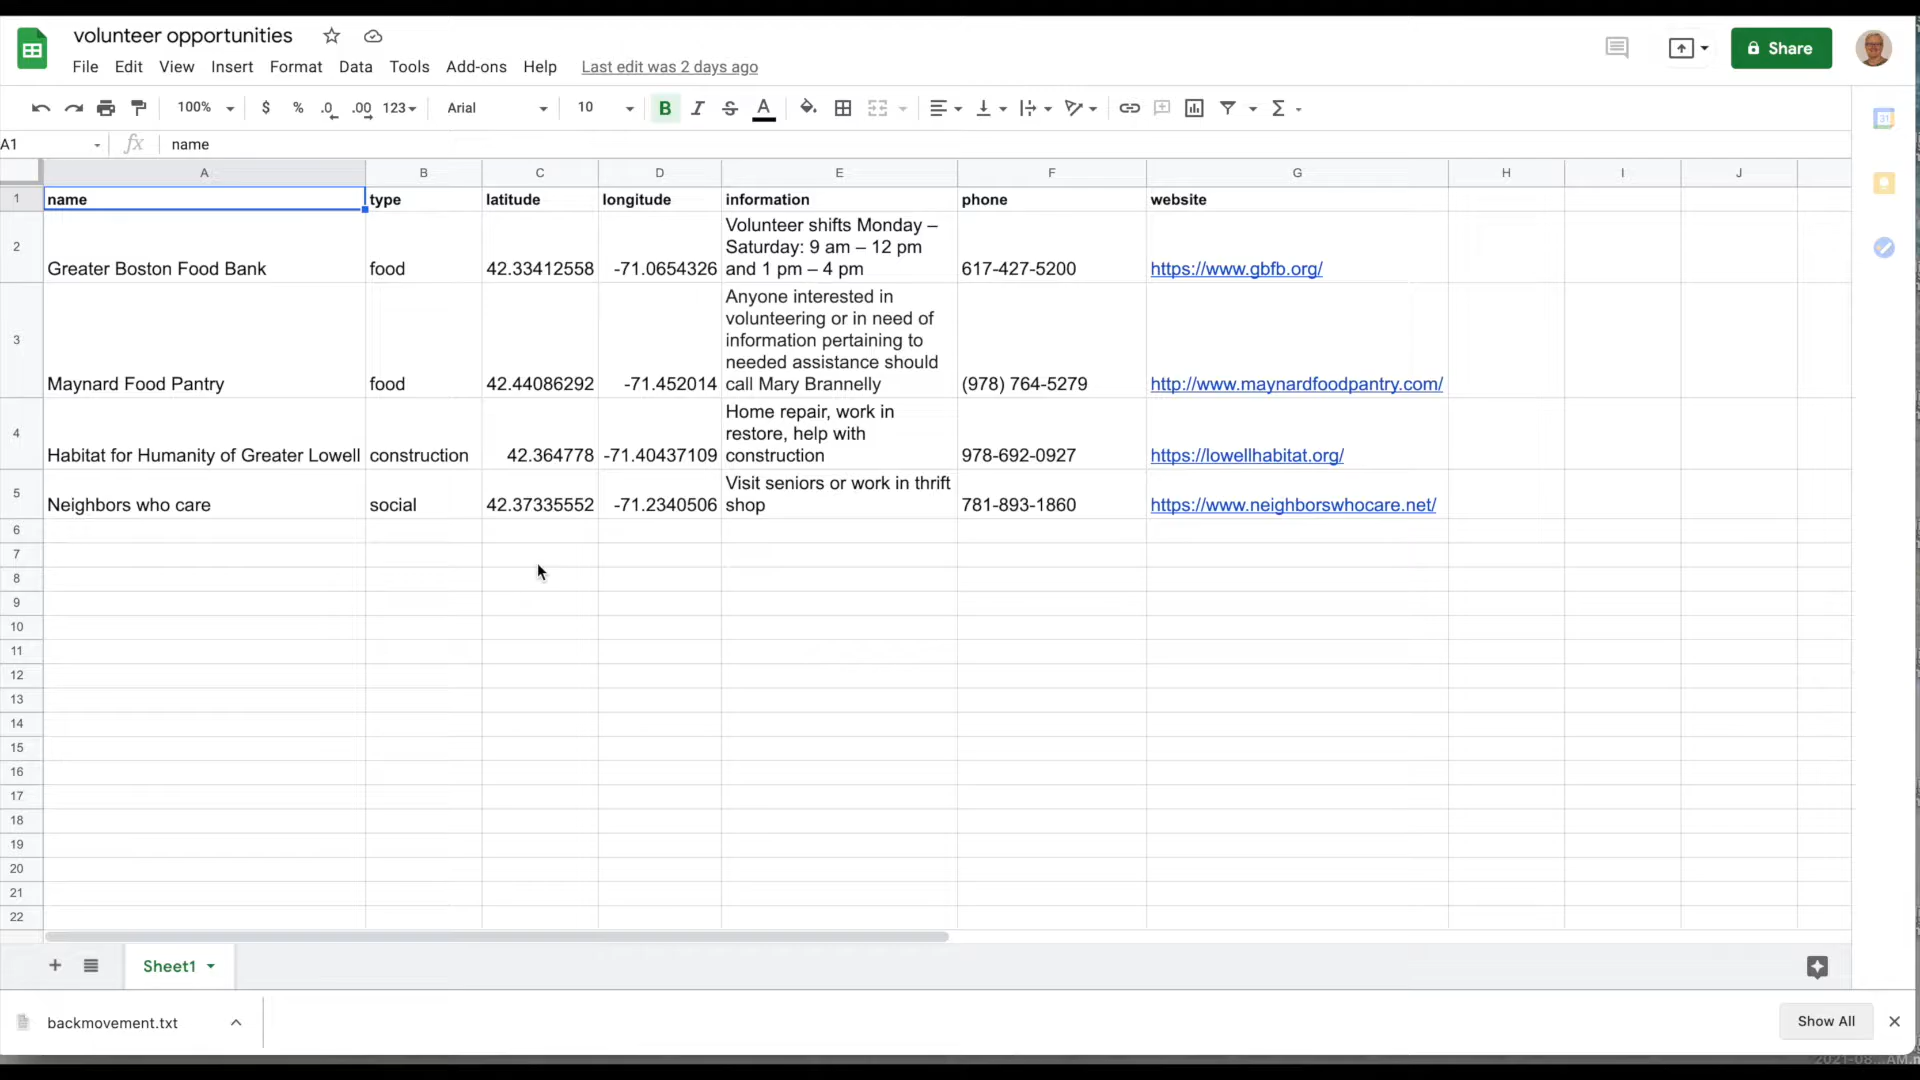 volunteer opportunities
File Edit View Insert Format Data Tools Add-ons Help Last edit was 2 days ago
Share
100% $ % .0 .00 123 Arial 10 B I S A Σ
31
A1 fx name
A B C D E F G H I J
1 name type latitude longitude information phone website
Volunteer shifts Monday –
2 Saturday: 9 am – 12 pm
Greater Boston Food Bank food 42.33412558 -71.0654326 and 1 pm – 4 pm 617-427-5200 https://www.gbfb.org/
Anyone interested in
volunteering or in need of
3 information pertaining to
needed assistance should
Maynard Food Pantry food 42.44086292 -71.452014 call Mary Brannelly (978) 764-5279 http://www.maynardfoodpantry.com/
Home repair, work in
4 restore, help with
Habitat for Humanity of Greater Lowell construction 42.364778 -71.40437109 construction 978-692-0927 https://lowellhabitat.org/
5 Visit seniors or work in thrift
Neighbors who care social 42.37335552 -71.2340506 shop 781-893-1860 https://www.neighborswhocare.net/
6
7
8
9
10
11
12
13
14
15
16
17
18
19
20
21
22
Sheet1
backmovement.txt Show All